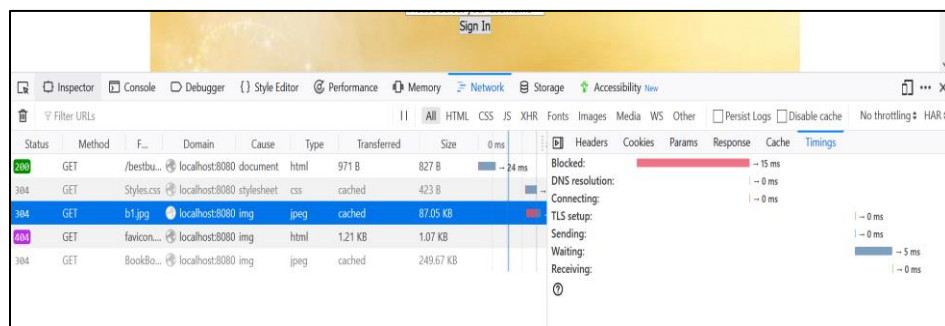 Sign In
Inspector Console Debugger {} Style Editor Performance Memory Network Storage Accessibility New
Filter URLs || All HTML CSS JS XHR Fonts Images Media WS Other Persist Logs Disable cache No throttling HAR
Status Method F... Domain Cause Type Transferred Size 0 ms Headers Cookies Params Response Cache Timings
200 GET /bestbu... localhost:8080 document html 971 B 827 B → 24 ms
304 GET Styles.css localhost:8080 stylesheet css cached 423 B
304 GET b1.jpg localhost:8080 img jpeg cached 87.05 KB
404 GET favicon.... localhost:8080 img html 1.21 KB 1.07 KB
304 GET BookBo... localhost:8080 img jpeg cached 249.67 KB
Blocked: → 15 ms
DNS resolution: → 0 ms
Connecting: → 0 ms
TLS setup: → 0 ms
Sending: → 0 ms
Waiting: → 5 ms
Receiving: → 0 ms